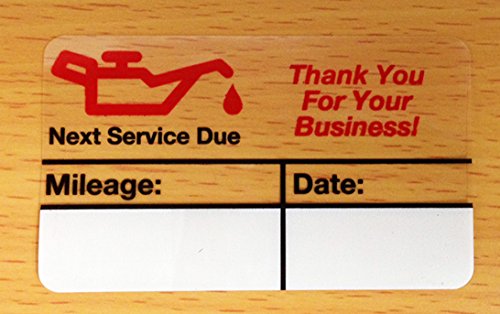 Thank You
For Your
Business!
Next Service Due
Mileage:
Date: